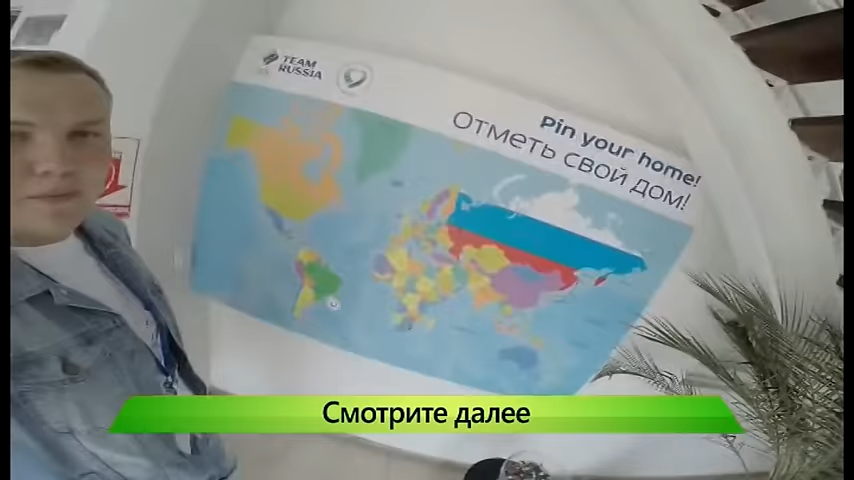 TEAM
RUSSIA
Pin your home!
Отметь свой дом!
Смотрите далее